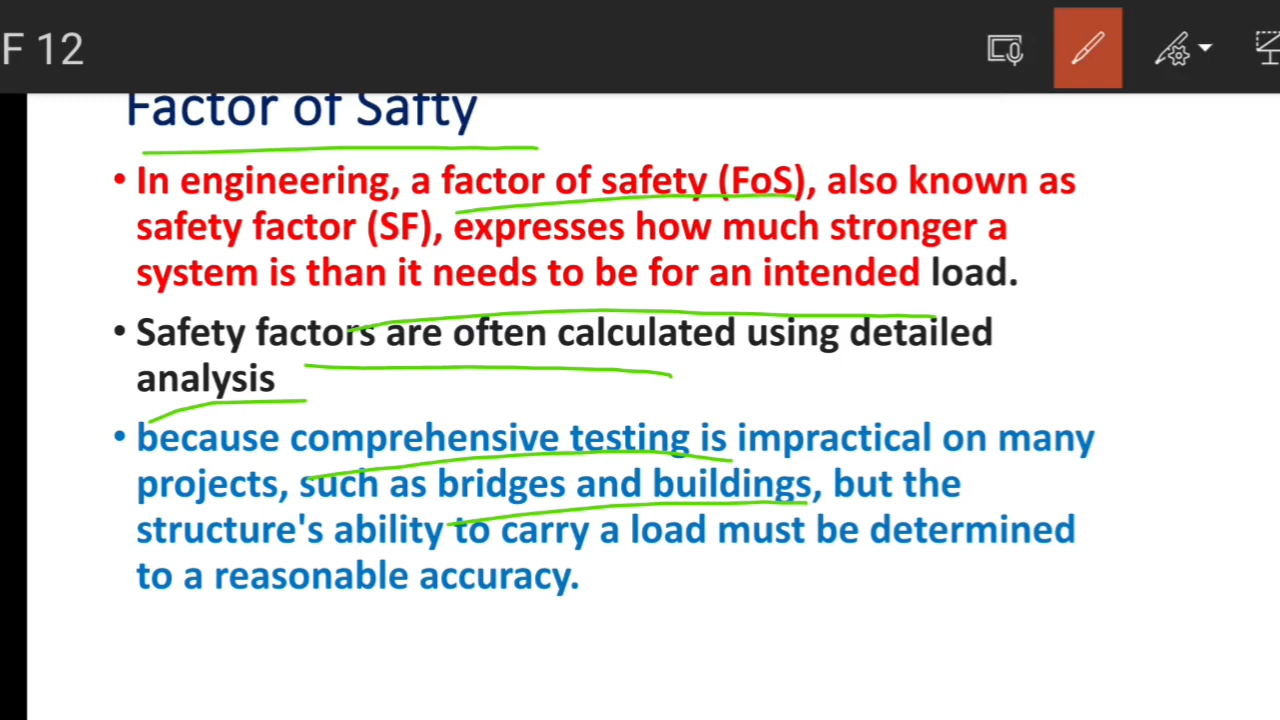 F 12
Factor of Safty
• In engineering, a factor of safety (FoS), also known as
safety factor (SF), expresses how much stronger a
system is than it needs to be for an intended load.
• Safety factors are often calculated using detailed
analysis
• because comprehensive testing is impractical on many
projects, such as bridges and buildings, but the
structure's ability to carry a load must be determined
to a reasonable accuracy.